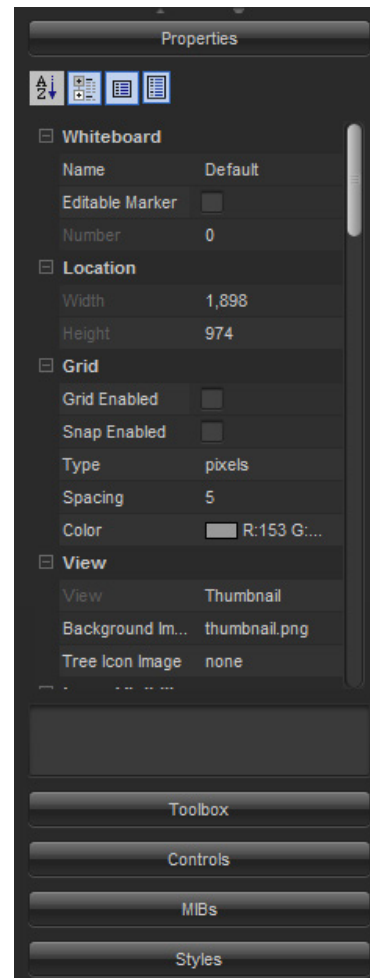 Properties
A
Z
Whiteboard
Name Default
Editable Marker
Number 0
Location
Width 1,898
Height 974
Grid
Grid Enabled
Snap Enabled
Type pixels
Spacing 5
Color R:153 G:...
View
View Thumbnail
Background Im... thumbnail.png
Tree Icon Image none
Toolbox
Controls
MIBs
Styles